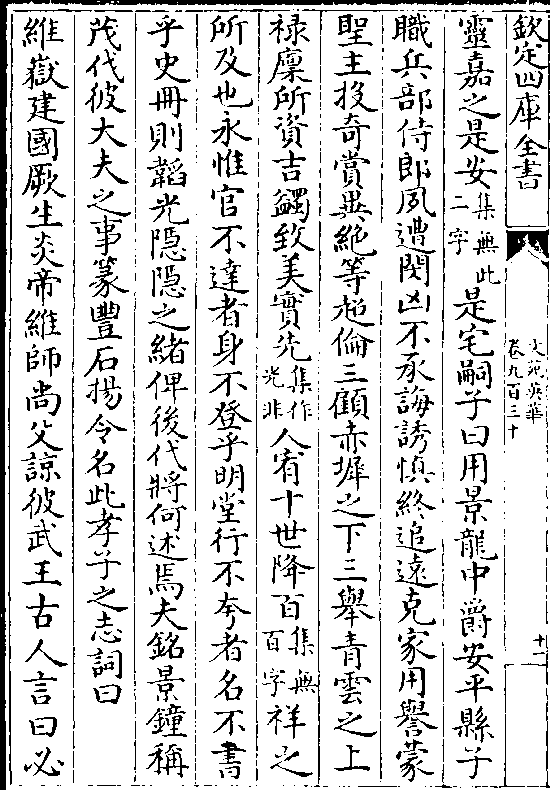 欽定四庫全書
文苑英華
卷九百三十
十一
靈嘉之是安集無此二字是宅嗣子曰用景龍中爵安平縣子
職兵部侍郎夙遭閔凶不承誨誘慎終追遠克家用譽蒙
聖主投奇賞異絶等超倫三顧赤墀之下三舉青雲之上
祿廩所資吉蠲致美實先集作光非人宥十世降百集無百字祥之
所及也永惟官不達者身不登乎明堂行不夸者名不書
乎史冊則韜光隱隱之緒俾後代將何述焉夫銘景鐘稱
茂代彼大夫之事篆豐石揚令名此孝子之志詞曰
維嶽建國厥生炎帝維師尚父諒彼武王古人言曰必